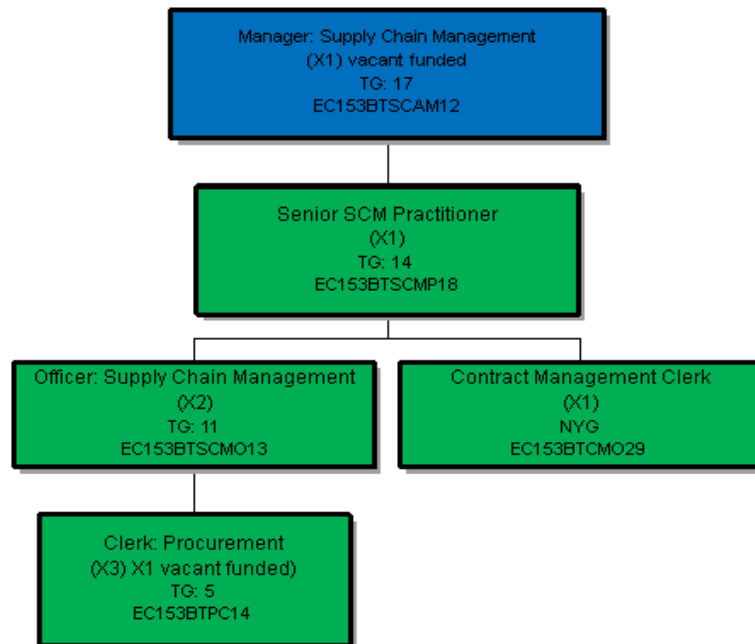 Manager: Supply Chain Management
(X1) vacant funded
TG: 17
EC153BTSCAM12
Senior SCM Practitioner
(X1)
TG: 14
EC153BTSCMP18
Officer: Supply Chain Management
(X2)
TG: 11
EC153BTSCMO13
Contract Management Clerk
(X1)
NYG
EC153BTCMO29
Clerk: Procurement
(X3) X1 vacant funded)
TG: 5
EC153BTPC14